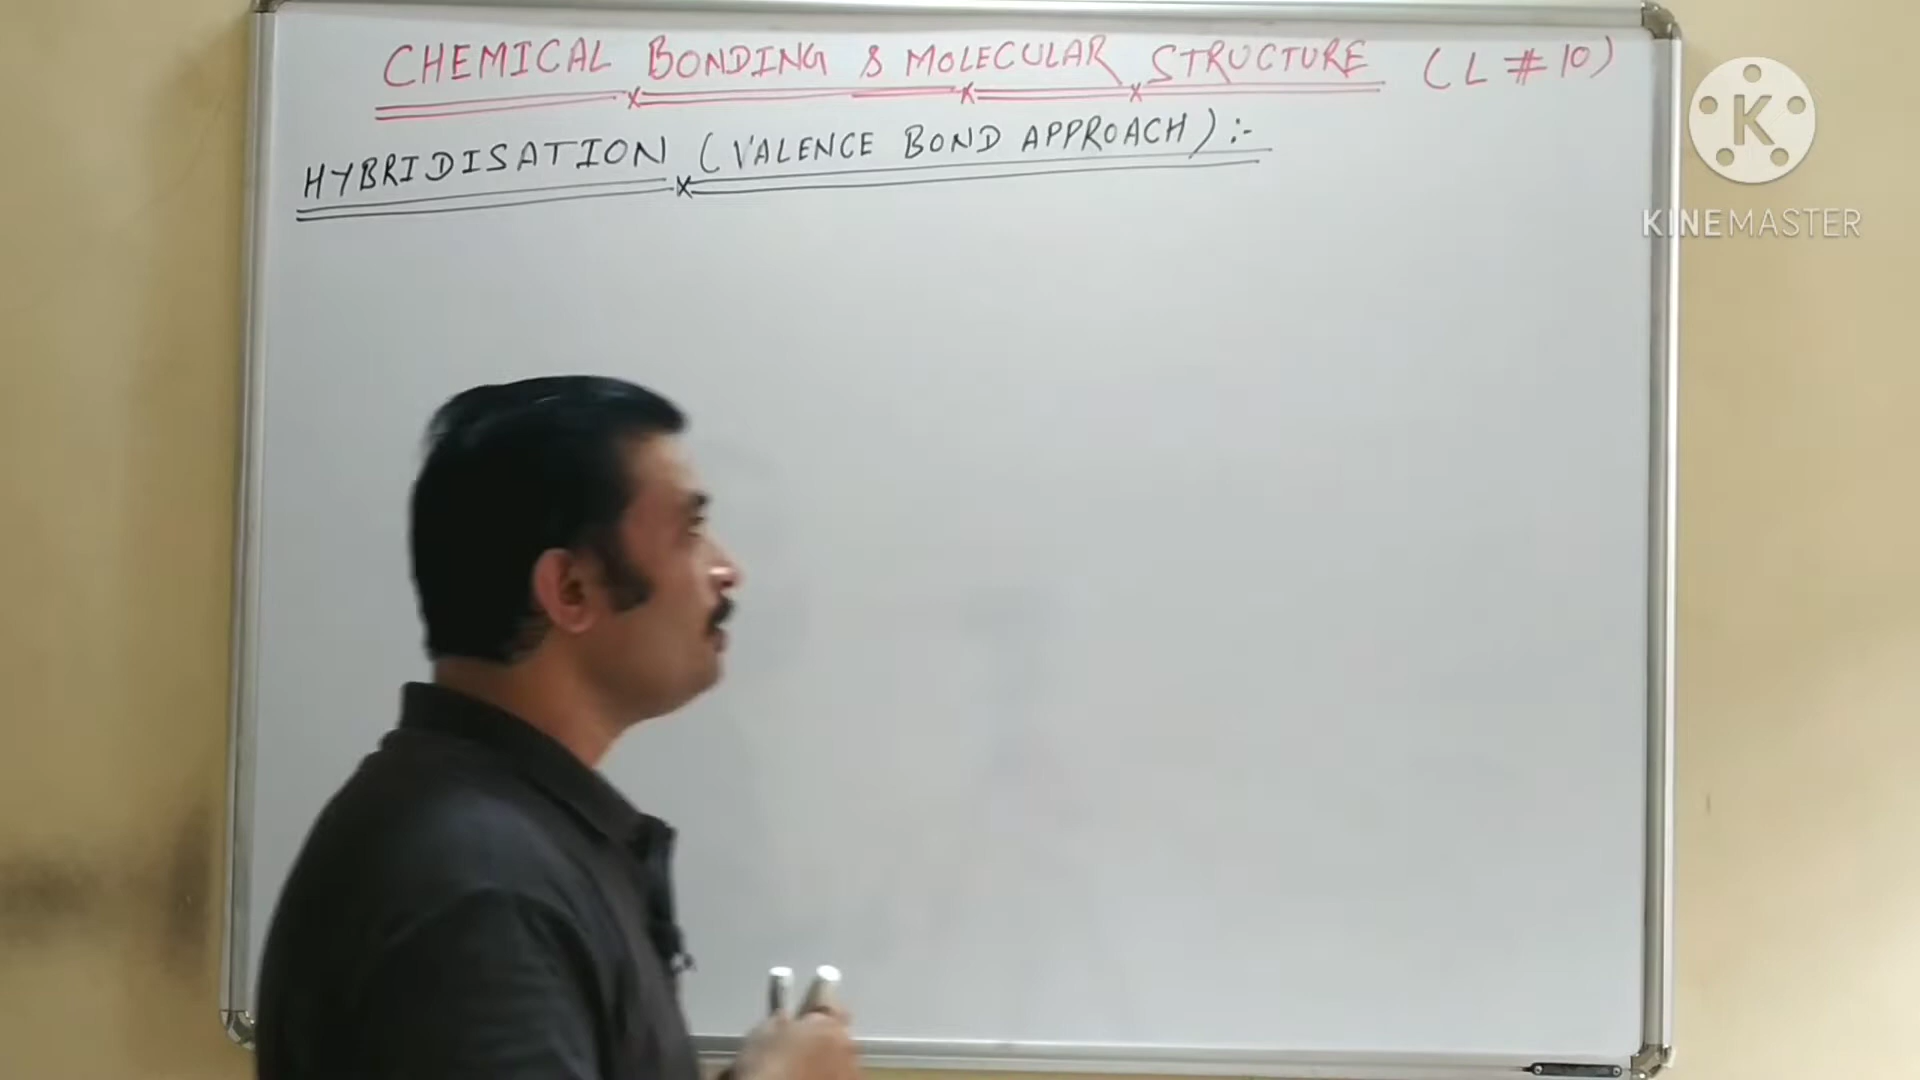 CHEMICAL BONDING & MOLECULAR STRUCTURE (L # 10)
HYBRIDISATION (VALENCE BOND APPROACH) :-
K
KINEMASTER